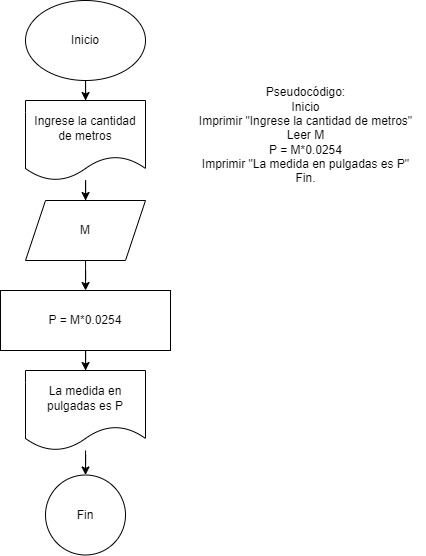 Inicio
Ingrese la cantidad
de metros
M
P = M*0.0254
La medida en
pulgadas es P
Fin
Pseudocódigo:
Inicio
Imprimir "Ingrese la cantidad de metros"
Leer M
P = M*0.0254
Imprimir "La medida en pulgadas es P"
Fin.